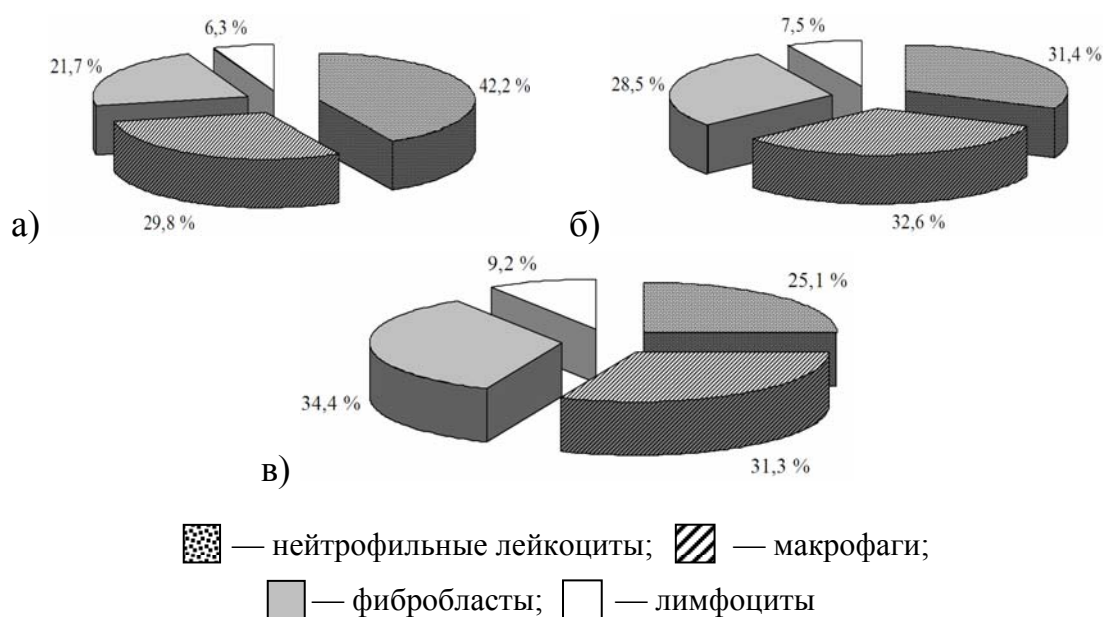 6,3 %
21,7 %
42,2 %
29,8 %
а)
7,5 %
31,4 %
28,5 %
32,6 %
б)
9,2 %
25,1 %
34,4 %
31,3 %
в)
— нейтрофильные лейкоциты; — макрофаги;
— фибробласты; — лимфоциты